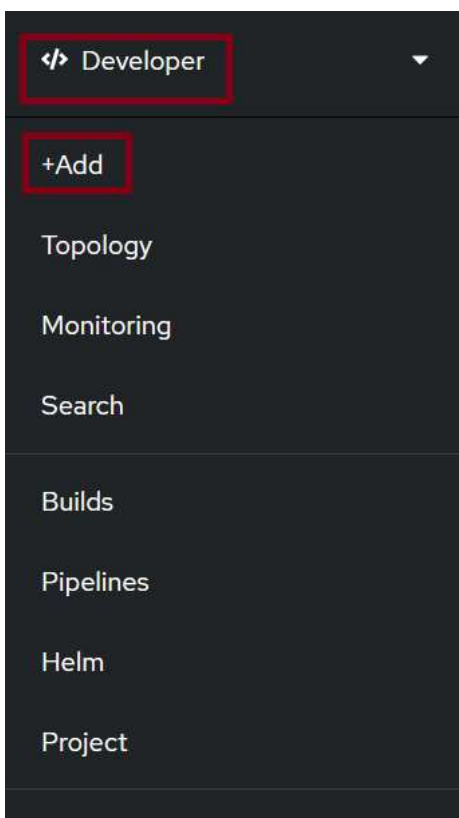 </> Developer
+Add
Topology
Monitoring
Search
Builds
Pipelines
Helm
Project